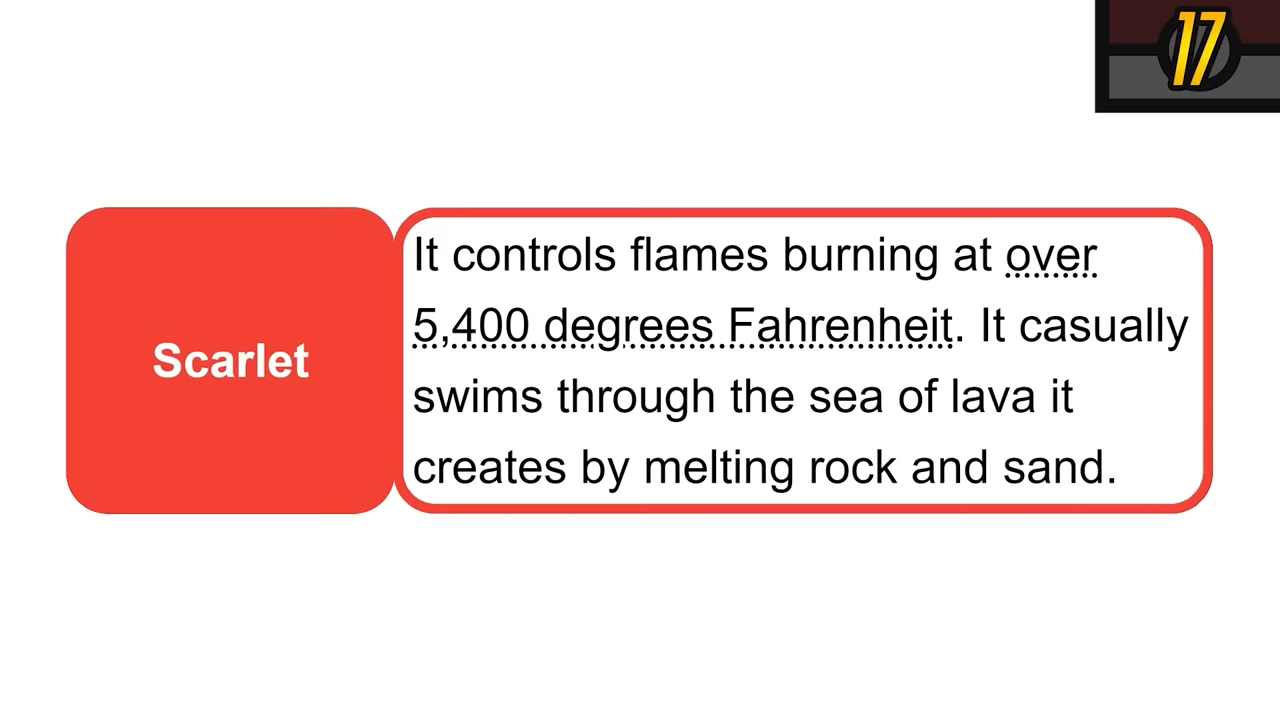 17
Scarlet
It controls flames burning at over
5,400 degrees Fahrenheit. It casually
swims through the sea of lava it
creates by melting rock and sand.